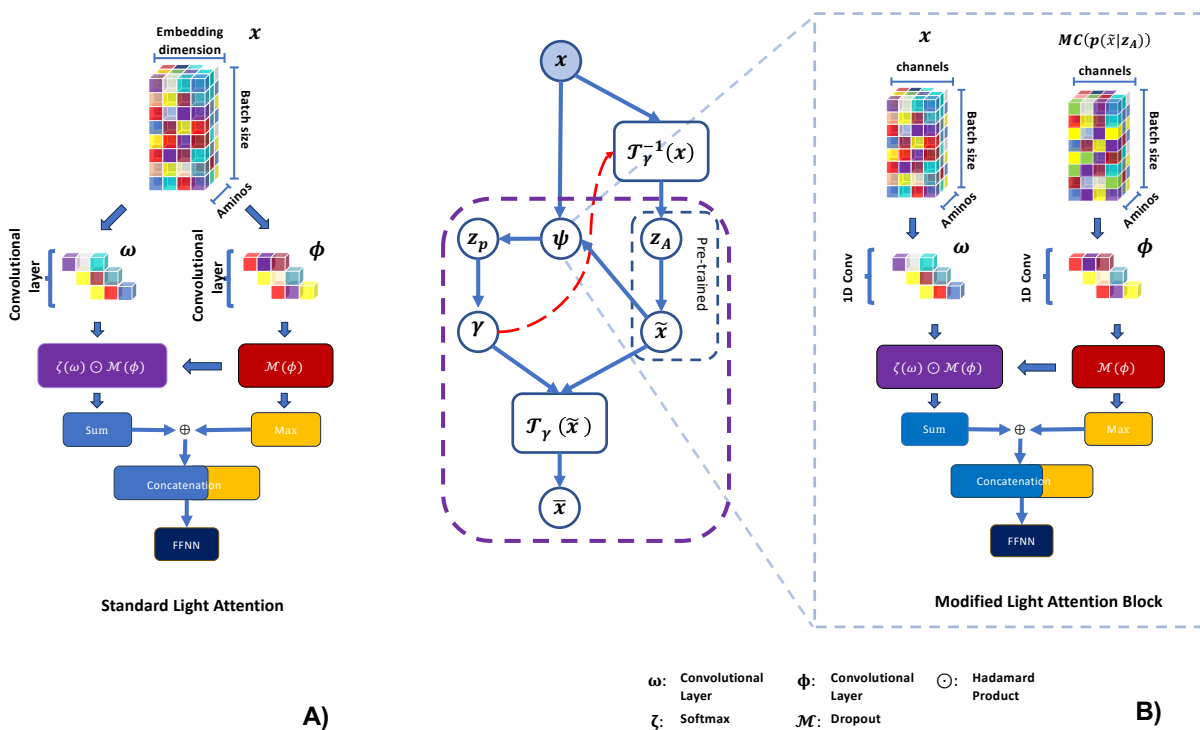 Embedding
dimension
x
Batch size
Aminos
Convolutional
layer
ω
Convolutional
layer
ϕ
ζ(ω) ⊙ ℳ(ϕ)
ℳ(ϕ)
Sum
⊕
Max
Concatenation
FFNN
Standard Light Attention
A)
x
𝒯γ⁻¹(x)
zp
ψ
zA
Pre-trained
γ
x̃
𝒯γ (x̃)
x̄
x
MC(p(x̃|zA))
channels
channels
Batch size
Batch size
Aminos
Aminos
1D Conv
ω
1D Conv
ϕ
ζ(ω) ⊙ ℳ(ϕ)
ℳ(ϕ)
Sum
⊕
Max
Concatenation
FFNN
Modified Light Attention Block
ω: Convolutional
Layer
ϕ: Convolutional
Layer
⊙: Hadamard
Product
ζ: Softmax
ℳ: Dropout
B)